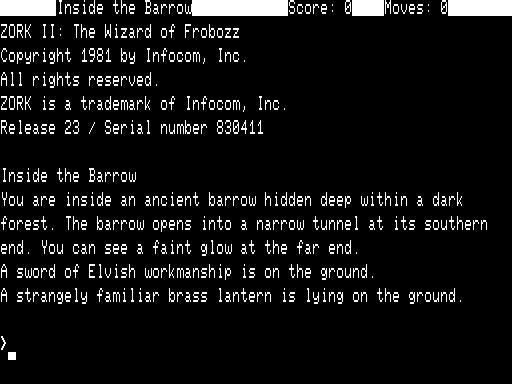 Inside the Barrow Score: 0 Moves: 0
ZORK II: The Wizard of Frobozz
Copyright 1981 by Infocom, Inc.
All rights reserved.
ZORK is a trademark of Infocom, Inc.
Release 23 / Serial number 830411
Inside the Barrow
You are inside an ancient barrow hidden deep within a dark
forest. The barrow opens into a narrow tunnel at its southern
end. You can see a faint glow at the far end.
A sword of Elvish workmanship is on the ground.
A strangely familiar brass lantern is lying on the ground.
>